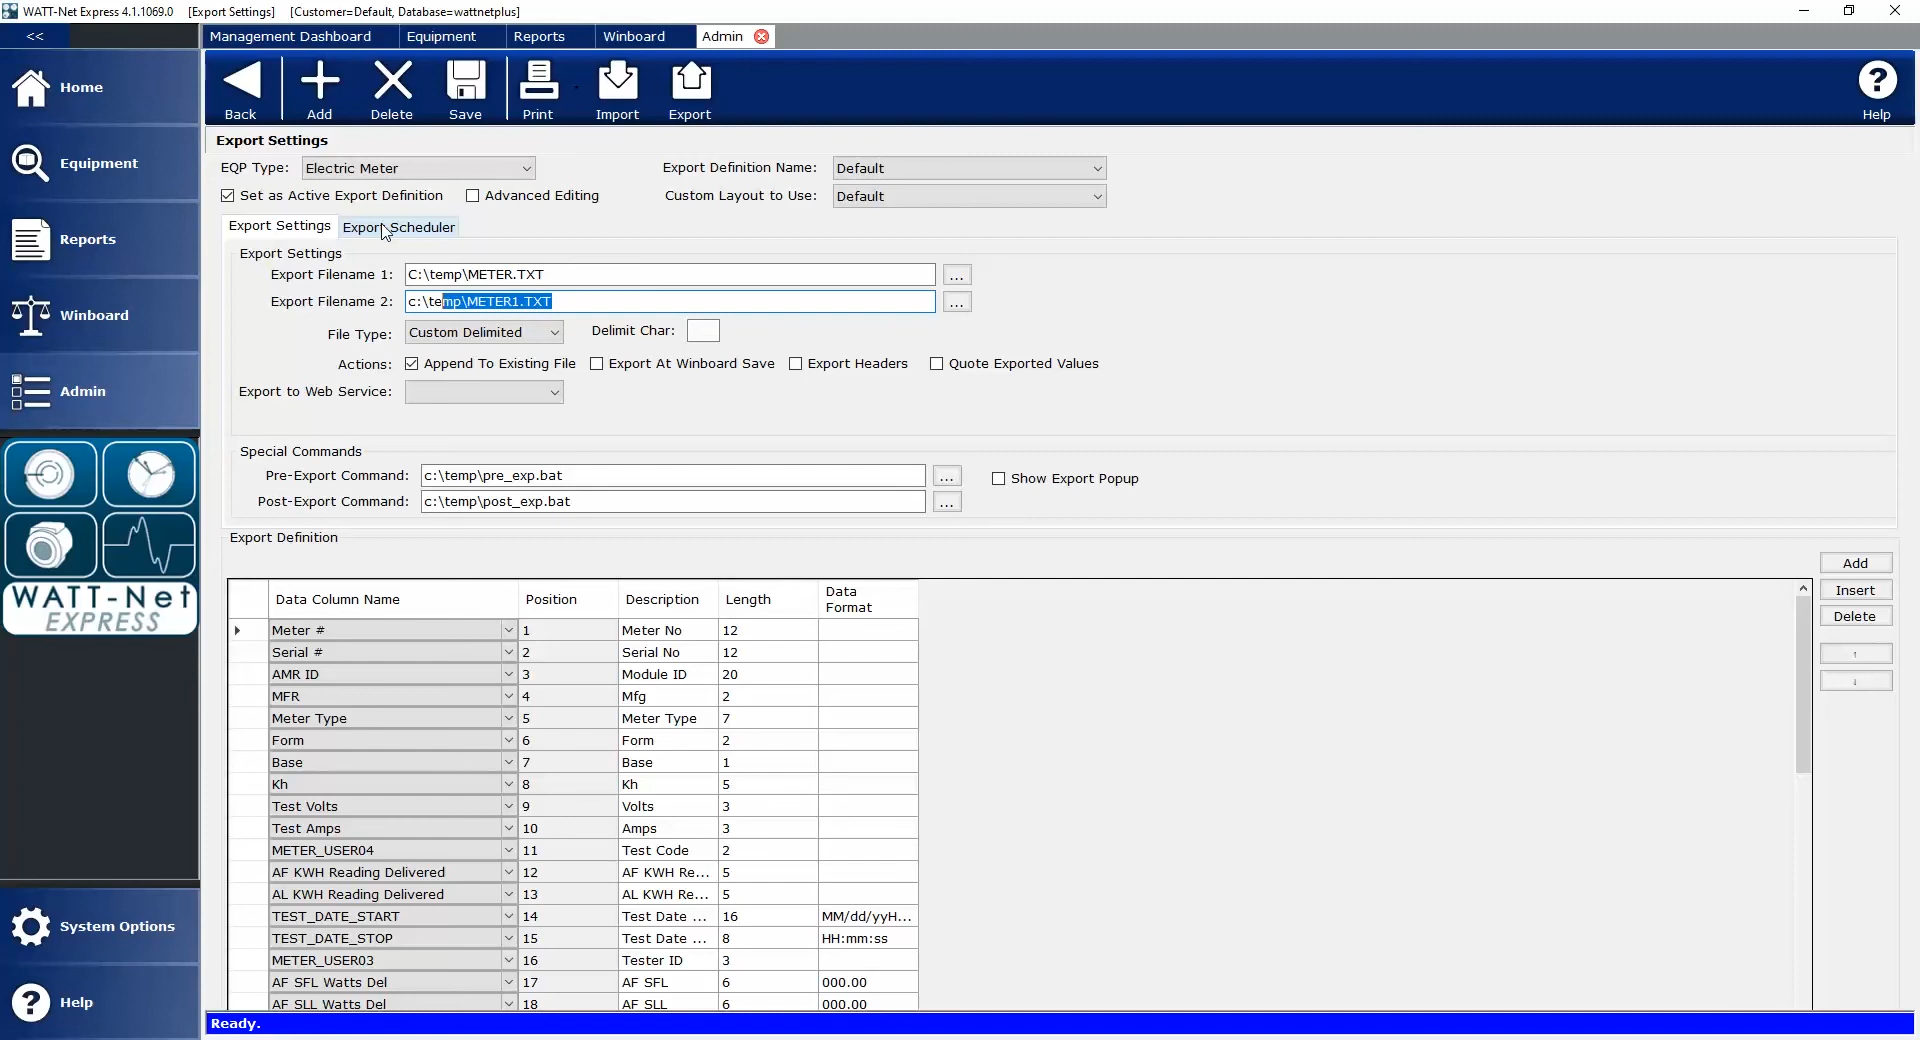 WATT-Net Express 4.1.1069.0 [Export Settings] [Customer=Default, Database=wattnetplus]
<< Management Dashboard Equipment Reports Winboard Admin
Home
Equipment
Reports
Winboard
Admin
WATT-Net
EXPRESS
System Options
Help
Back Add Delete Save Print Import Export Help
Export Settings
EQP Type: Electric Meter Export Definition Name: Default
Set as Active Export Definition Advanced Editing Custom Layout to Use: Default
Export Settings Export Scheduler
Export Settings
Export Filename 1: C:\temp\METER.TXT ...
Export Filename 2: c:\temp\METER1.TXT ...
File Type: Custom Delimited Delimit Char:
Actions: Append To Existing File Export At Winboard Save Export Headers Quote Exported Values
Export to Web Service:
Special Commands
Pre-Export Command: c:\temp\pre_exp.bat ... Show Export Popup
Post-Export Command: c:\temp\post_exp.bat ...
Export Definition
Add
Insert
Delete
↑
↓
Data Column Name Position Description Length Data Format
Meter # 1 Meter No 12
Serial # 2 Serial No 12
AMR ID 3 Module ID 20
MFR 4 Mfg 2
Meter Type 5 Meter Type 7
Form 6 Form 2
Base 7 Base 1
Kh 8 Kh 5
Test Volts 9 Volts 3
Test Amps 10 Amps 3
METER_USER04 11 Test Code 2
AF KWH Reading Delivered 12 AF KWH Re... 5
AL KWH Reading Delivered 13 AL KWH Re... 5
TEST_DATE_START 14 Test Date ... 16 MM/dd/yyH...
TEST_DATE_STOP 15 Test Date ... 8 HH:mm:ss
METER_USER03 16 Tester ID 3
AF SFL Watts Del 17 AF SFL 6 000.00
AF SLL Watts Del 18 AF SLL 6 000.00
Ready.